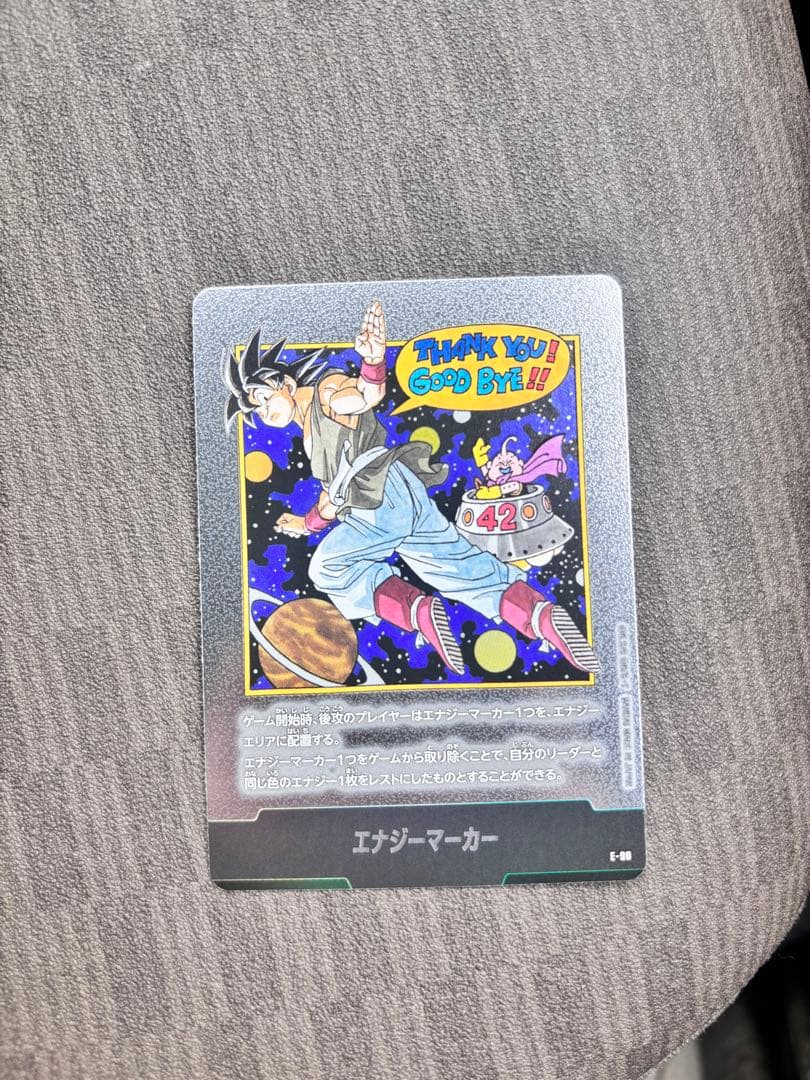 THANK YOU!
GOOD BYE!!
42
ゲーム開始時、後攻のプレイヤーはエナジーマーカー1つを、エナジー
エリアに配置する。
エナジーマーカー1つをゲームから取り除くことで、自分のリーダーと
同じ色のエナジー1枚をレストにしたものとすることができる。
エナジーマーカー